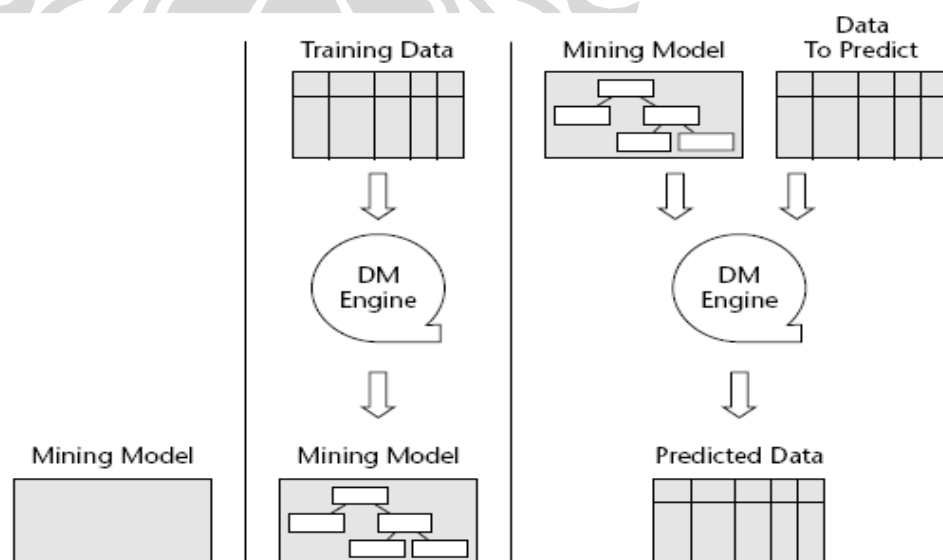 Training Data
Mining Model
Data
To Predict
DM
Engine
DM
Engine
Mining Model
Mining Model
Predicted Data